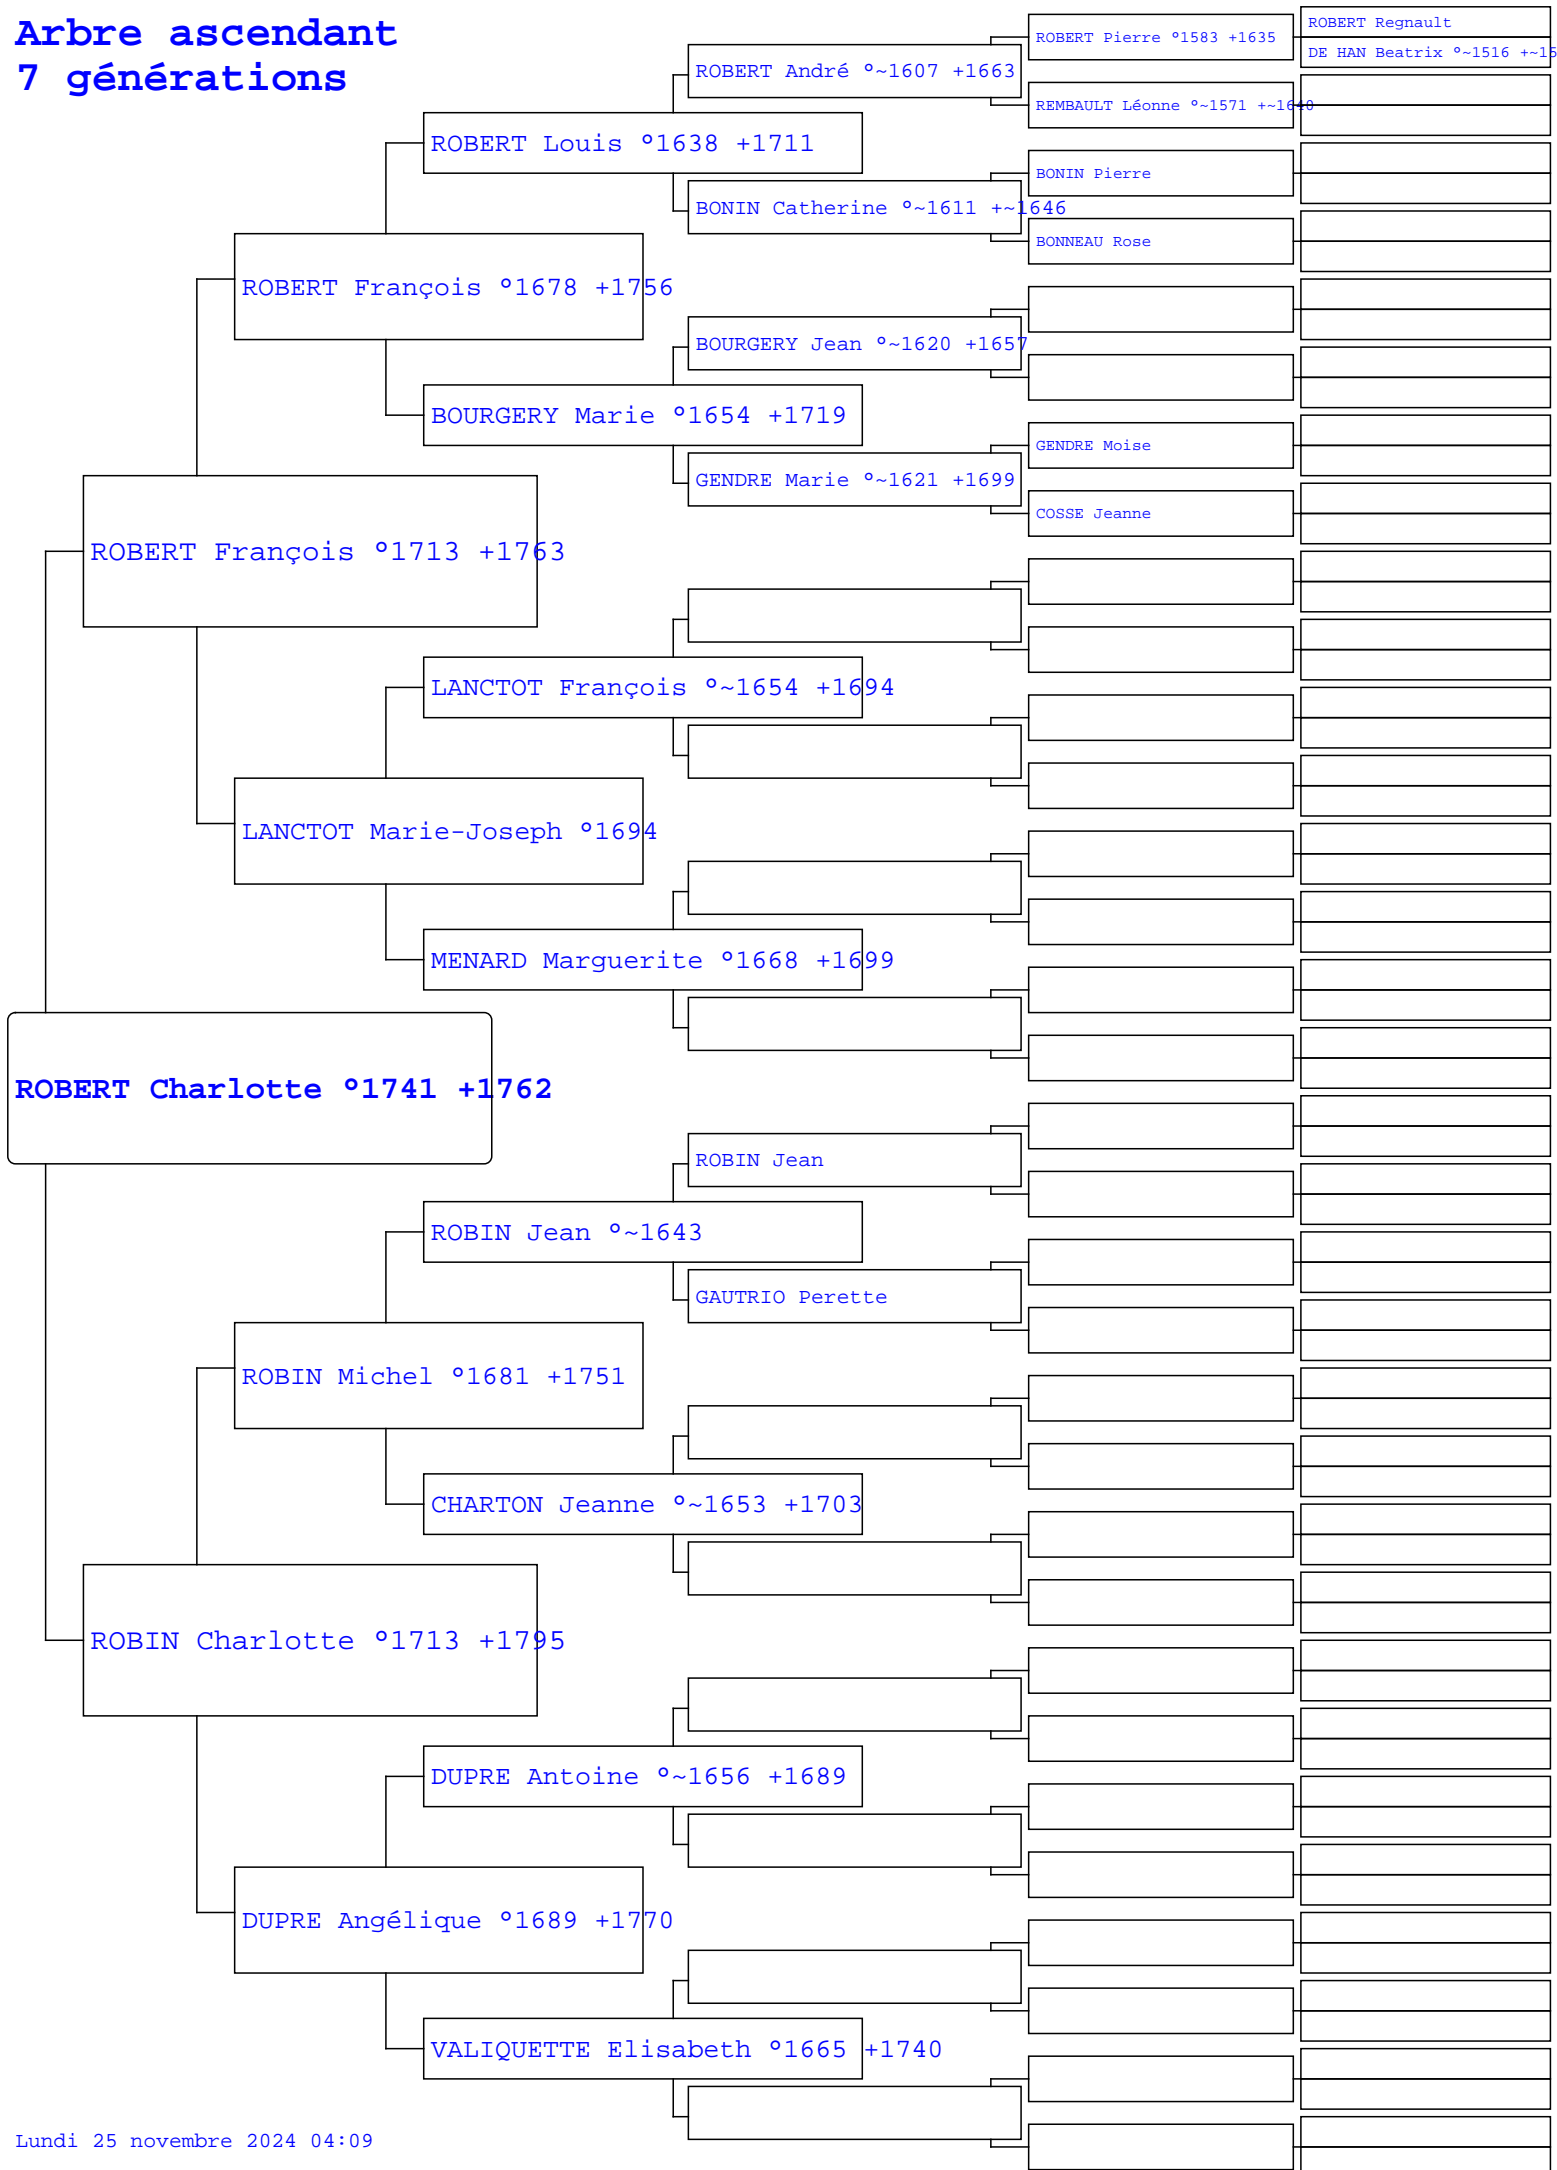 Arbre ascendant
7 générations
ROBERT Regnault
ROBERT Pierre °1583 +1635
DE HAN Beatrix °~1516 +~15
ROBERT André °~1607 +1663
REMBAULT Léonne °~1571 +~1640
ROBERT Louis °1638 +1711
BONIN Pierre
BONIN Catherine °~1611 +~1646
BONNEAU Rose
ROBERT François °1678 +1756
BOURGERY Jean °~1620 +1657
BOURGERY Marie °1654 +1719
GENDRE Moise
GENDRE Marie °~1621 +1699
COSSE Jeanne
ROBERT François °1713 +1763
LANCTOT François °~1654 +1694
LANCTOT Marie-Joseph °1694
MENARD Marguerite °1668 +1699
ROBERT Charlotte °1741 +1762
ROBIN Jean
ROBIN Jean °~1643
GAUTRIO Perette
ROBIN Michel °1681 +1751
CHARTON Jeanne °~1653 +1703
ROBIN Charlotte °1713 +1795
DUPRE Antoine °~1656 +1689
DUPRE Angélique °1689 +1770
VALIQUETTE Elisabeth °1665 +1740
Lundi 25 novembre 2024 04:09